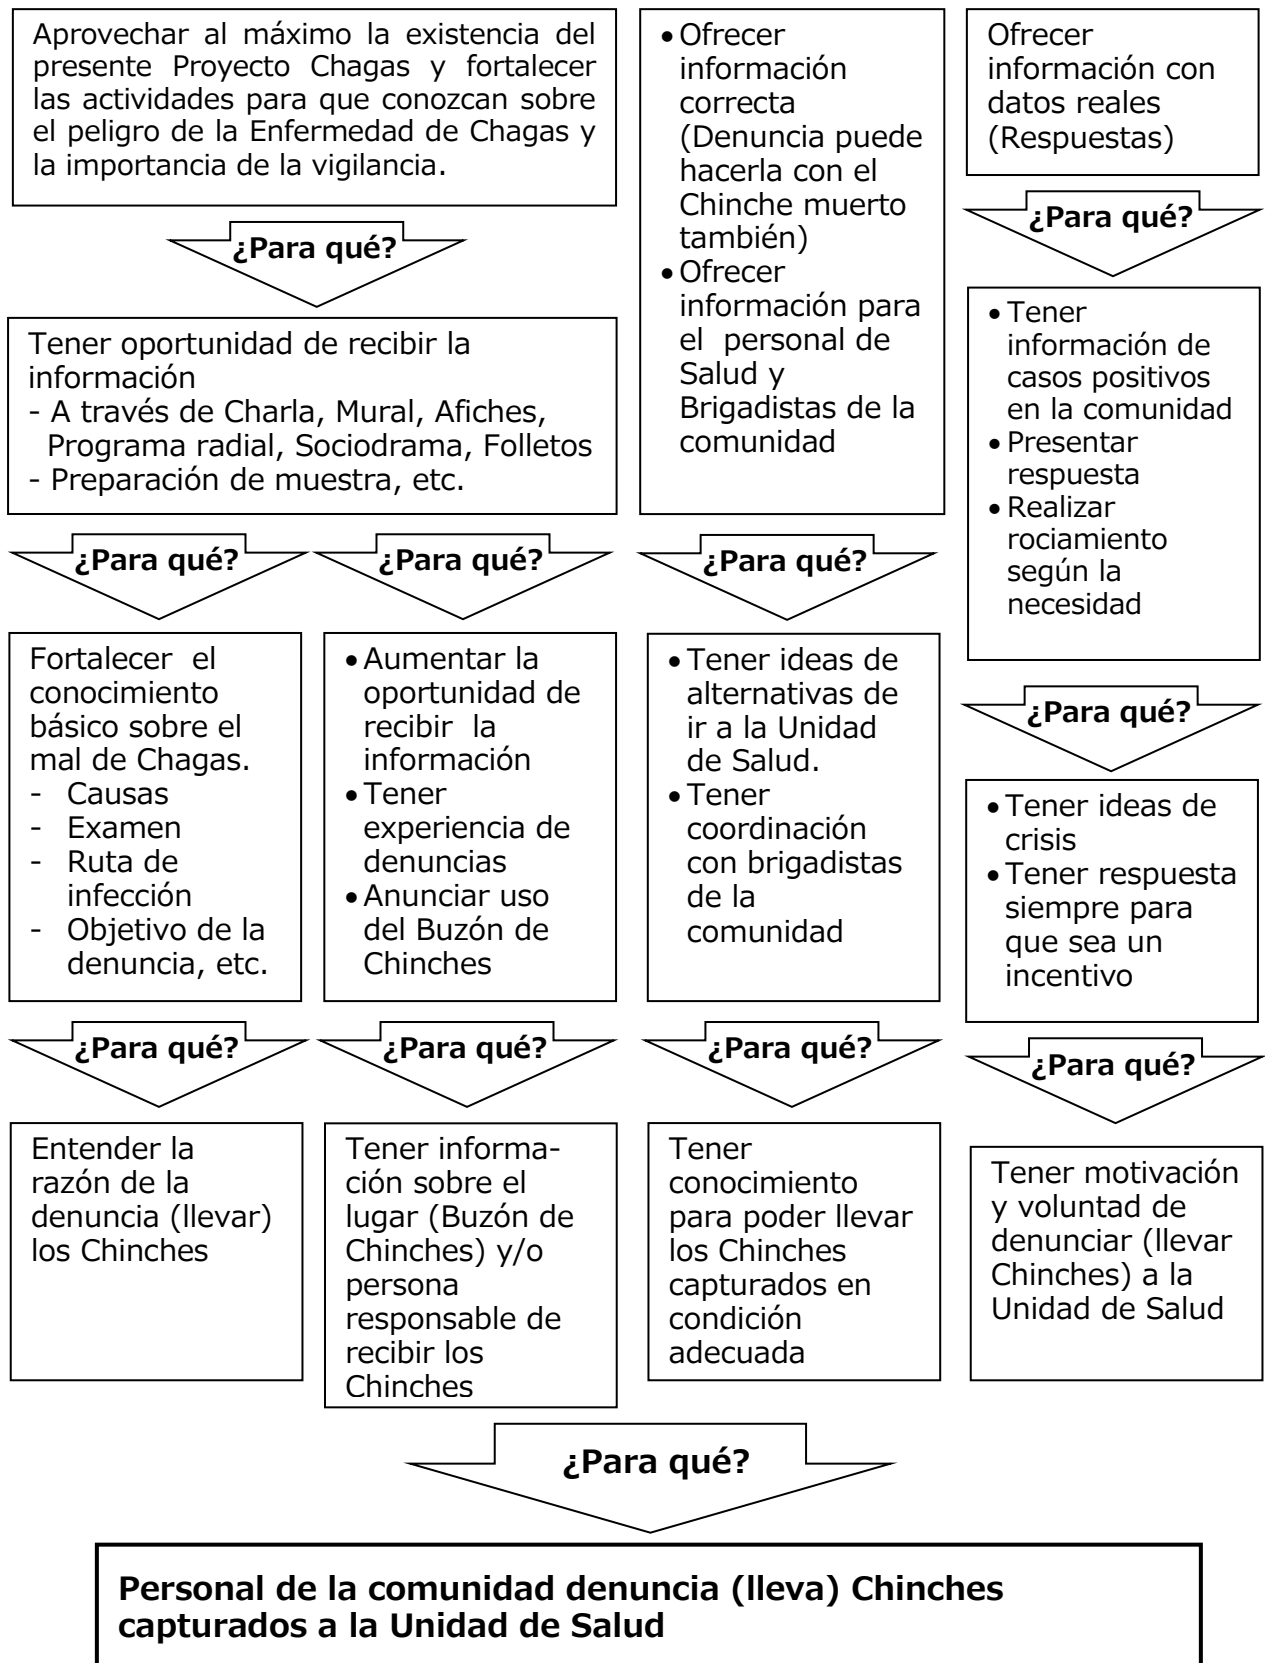 Aprovechar al máximo la existencia del
presente Proyecto Chagas y fortalecer
las actividades para que conozcan sobre
el peligro de la Enfermedad de Chagas y
la importancia de la vigilancia.
¿Para qué?
Tener oportunidad de recibir la
información
- A través de Charla, Mural, Afiches,
Programa radial, Sociodrama, Folletos
- Preparación de muestra, etc.
¿Para qué?
Fortalecer el
conocimiento
básico sobre el
mal de Chagas.
- Causas
- Examen
- Ruta de
infección
- Objetivo de la
denuncia, etc.
¿Para qué?
Entender la
razón de la
denuncia (llevar)
los Chinches
¿Para qué?
• Aumentar la
oportunidad de
recibir la
información
• Tener
experiencia de
denuncias
• Anunciar uso
del Buzón de
Chinches
¿Para qué?
Tener informa-
ción sobre el
lugar (Buzón de
Chinches) y/o
persona
responsable de
recibir los
Chinches
• Ofrecer
información
correcta
(Denuncia puede
hacerla con el
Chinche muerto
también)
• Ofrecer
información para
el personal de
Salud y
Brigadistas de la
comunidad
¿Para qué?
• Tener ideas de
alternativas de
ir a la Unidad
de Salud.
• Tener
coordinación
con brigadistas
de la
comunidad
¿Para qué?
Tener
conocimiento
para poder llevar
los Chinches
capturados en
condición
adecuada
Ofrecer
información con
datos reales
(Respuestas)
¿Para qué?
• Tener
información de
casos positivos
en la comunidad
• Presentar
respuesta
• Realizar
rociamiento
según la
necesidad
¿Para qué?
• Tener ideas de
crisis
• Tener respuesta
siempre para
que sea un
incentivo
¿Para qué?
Tener motivación
y voluntad de
denunciar (llevar
Chinches) a la
Unidad de Salud
¿Para qué?
Personal de la comunidad denuncia (lleva) Chinches
capturados a la Unidad de Salud